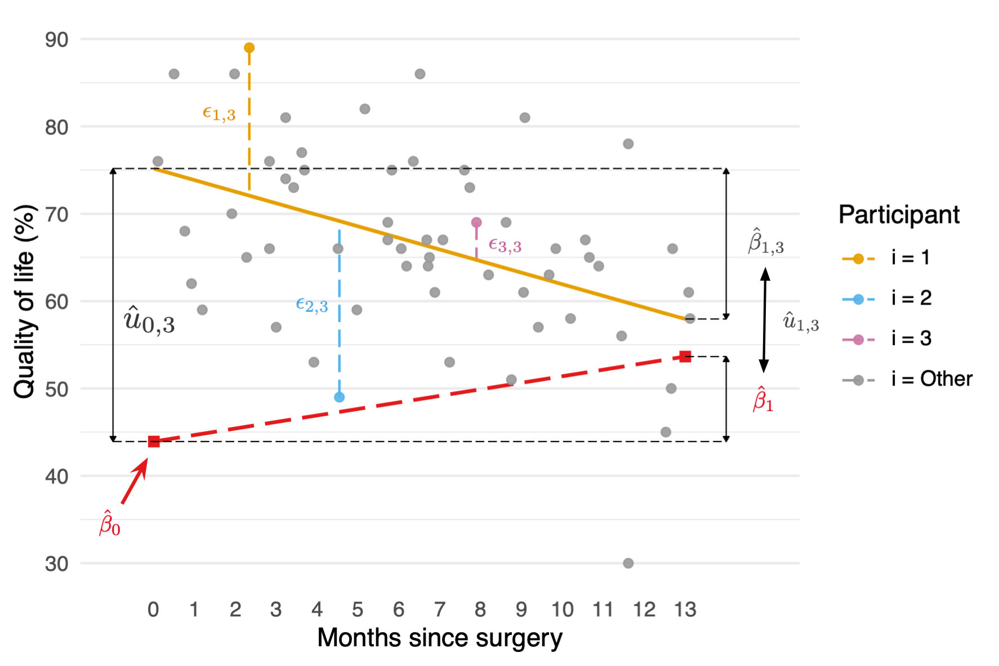 90
80
70
60
50
40
30
Quality of life (%)
ϵ1,3
ϵ2,3
ϵ3,3
û0,3
β̂1,3
û1,3
β̂1
β̂0
0 1 2 3 4 5 6 7 8 9 10 11 12 13
Months since surgery
Participant
i = 1
i = 2
i = 3
i = Other